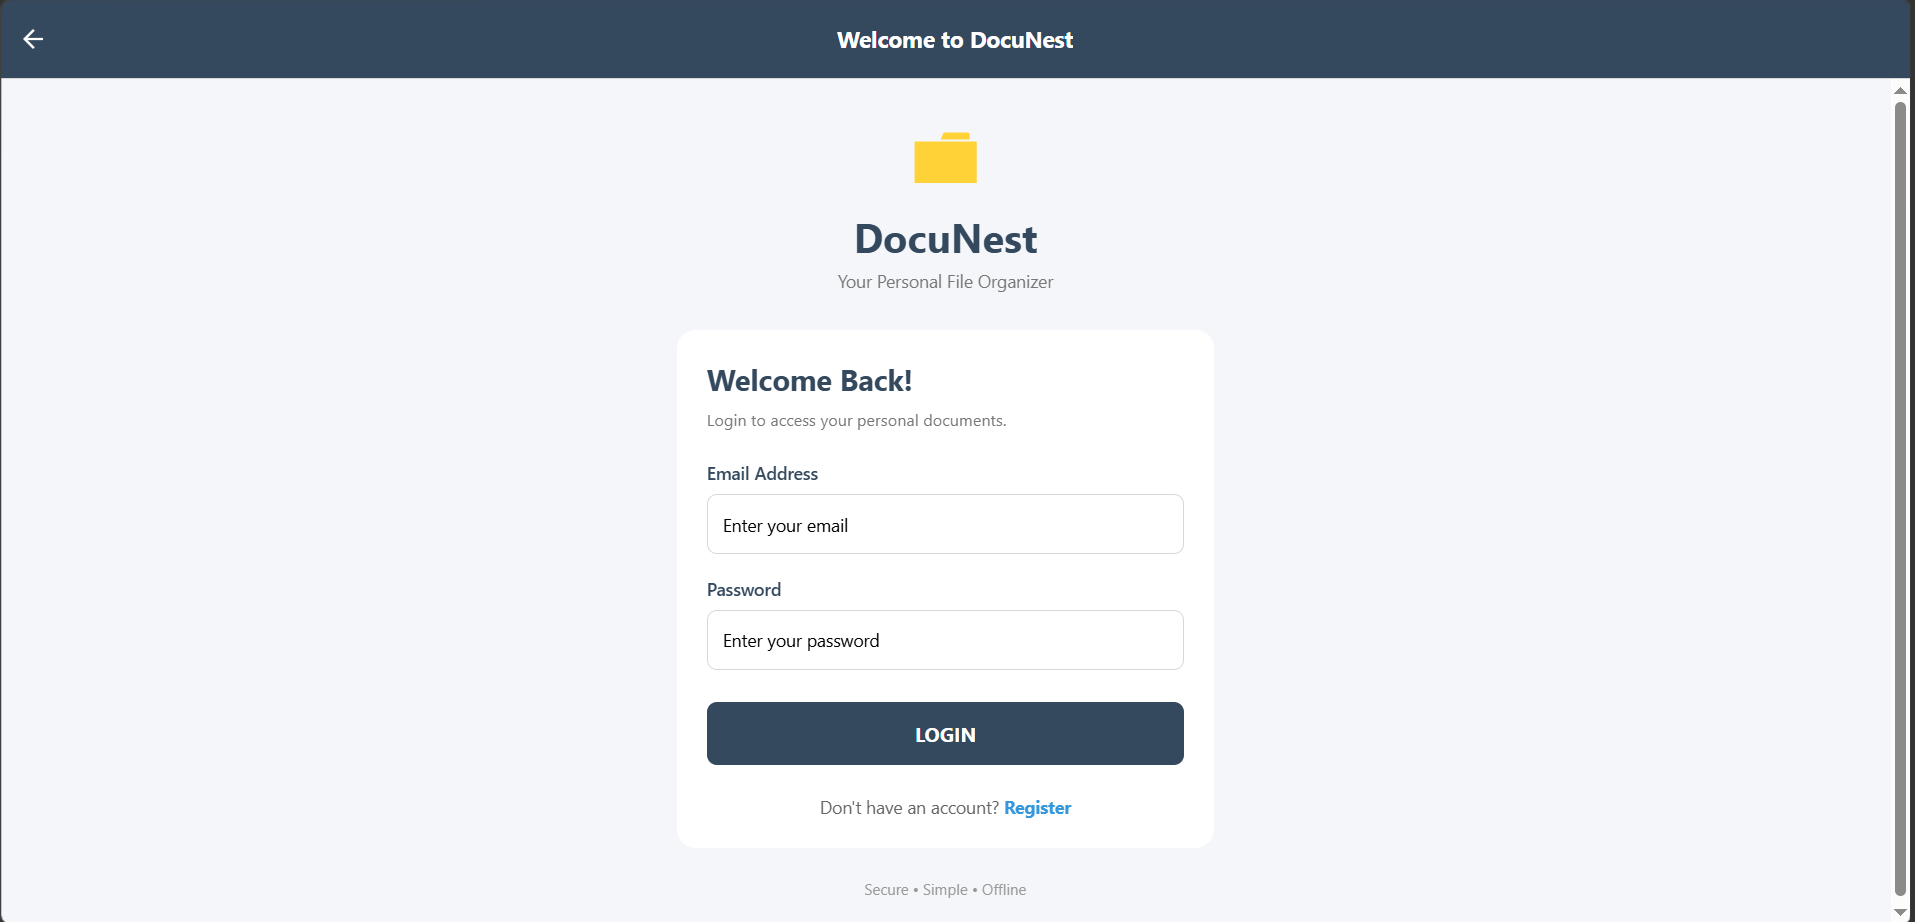 Welcome to DocuNest
DocuNest
Your Personal File Organizer
Welcome Back!
Login to access your personal documents.
Email Address
Enter your email
Password
Enter your password
LOGIN
Don't have an account? Register
Secure • Simple • Offline